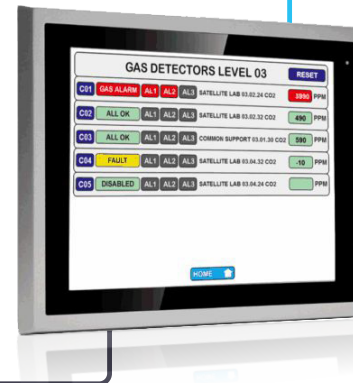 GAS DETECTORS LEVEL 03 RESET
C01 GAS ALARM AL1 AL2 AL3 SATELLITE LAB 03.02.24 CO2 3990 PPM
C02 ALL OK AL1 AL2 AL3 SATELLITE LAB 03.02.32 CO2 490 PPM
C03 ALL OK AL1 AL2 AL3 COMMON SUPPORT 03.01.30 CO2 590 PPM
C04 FAULT AL1 AL2 AL3 SATELLITE LAB 03.04.32 CO2 -10 PPM
C05 DISABLED AL1 AL2 AL3 SATELLITE LAB 03.04.24 CO2 PPM
HOME